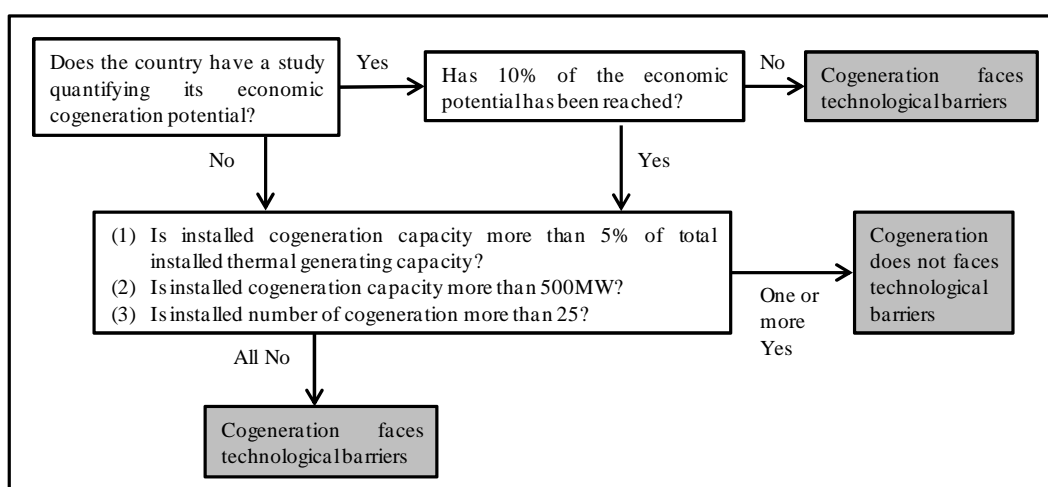 Does the country have a study
quantifying its economic
cogeneration potential?
Yes
Has 10% of the economic
potential has been reached?
No
Cogeneration faces
technological barriers
No
Yes
(1) Is installed cogeneration capacity more than 5% of total
installed thermal generating capacity?
(2) Is installed cogeneration capacity more than 500MW?
(3) Is installed number of cogeneration more than 25?
Cogeneration
does not faces
technological
barriers
One or
more
Yes
All No
Cogeneration faces
technological barriers